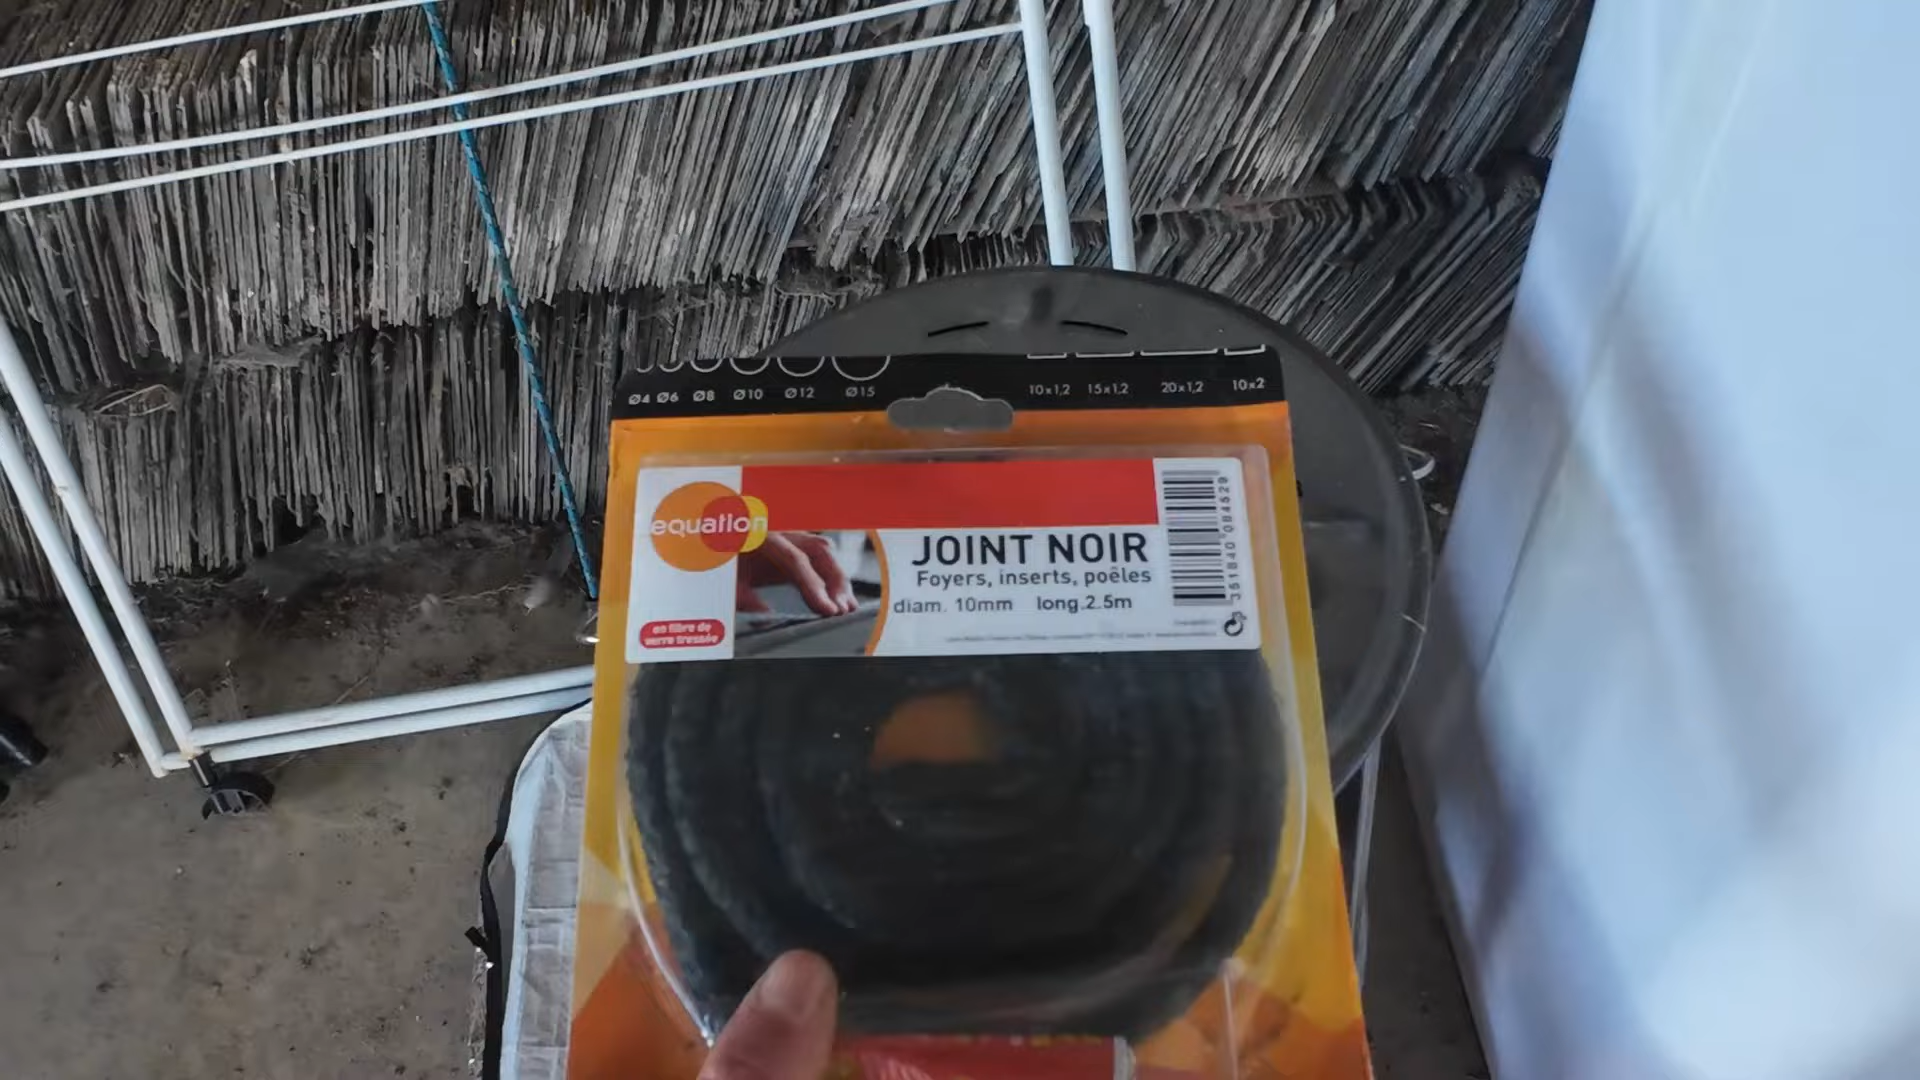 Ø4 Ø6 Ø8 Ø10 Ø12 Ø15 10x1,2 15x1,2 20x1,2 10x2
equation
JOINT NOIR
Foyers, inserts, poêles
diam. 10mm long.2.5m
en fibre de
verre tressée